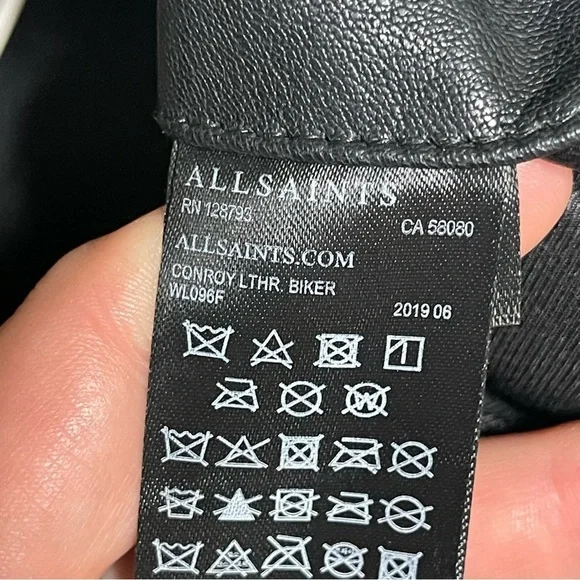 ALLSAINTS
RN 128793
CA 58080
ALLSAINTS.COM
CONROY LTHR. BIKER
WL096F
2019 06
W